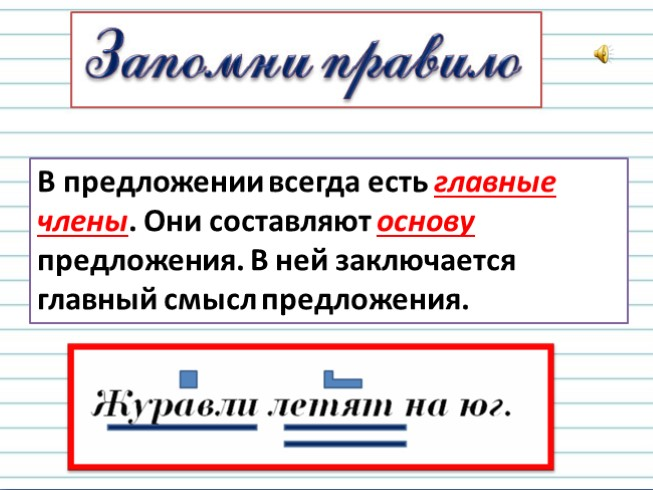 Запомни правило
В предложении всегда есть главные
члены. Они составляют основу
предложения. В ней заключается
главный смысл предложения.
Журавли летят на юг.